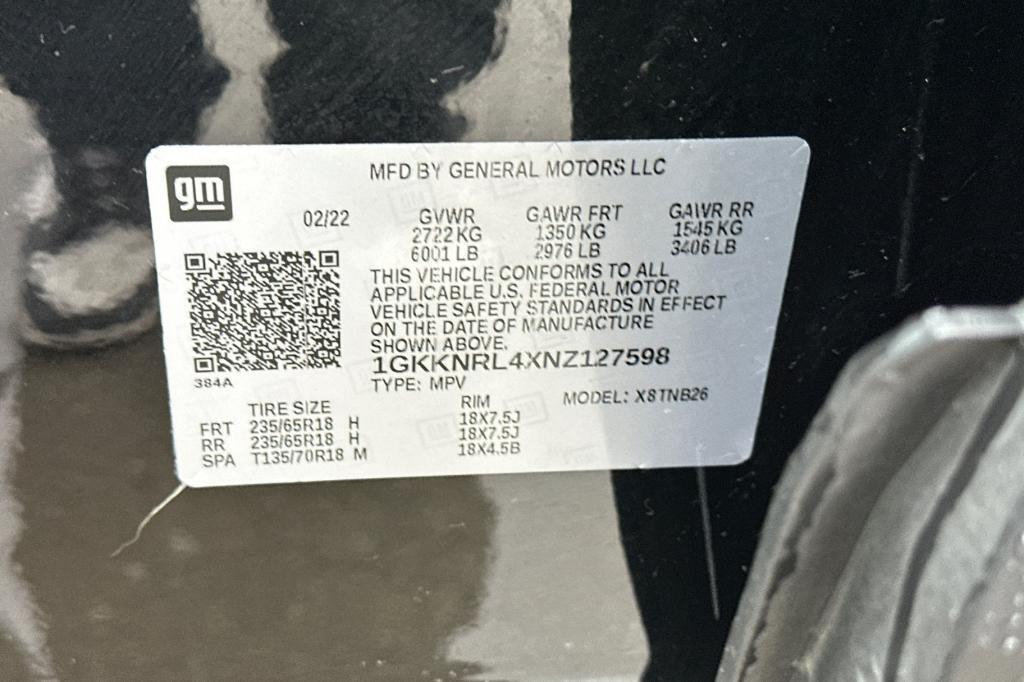 gm
MFD BY GENERAL MOTORS LLC
02/22 GVWR GAWR FRT GAWR RR
2722 KG 1350 KG 1545 KG
6001 LB 2976 LB 3406 LB
THIS VEHICLE CONFORMS TO ALL
APPLICABLE U.S. FEDERAL MOTOR
VEHICLE SAFETY STANDARDS IN EFFECT
ON THE DATE OF MANUFACTURE
SHOWN ABOVE.
1GKKNRL4XNZ127598
384A
TYPE: MPV
MODEL: X8TNB26
TIRE SIZE RIM
FRT 235/65R18 H 18X7.5J
RR 235/65R18 H 18X7.5J
SPA T135/70R18 M 18X4.5B